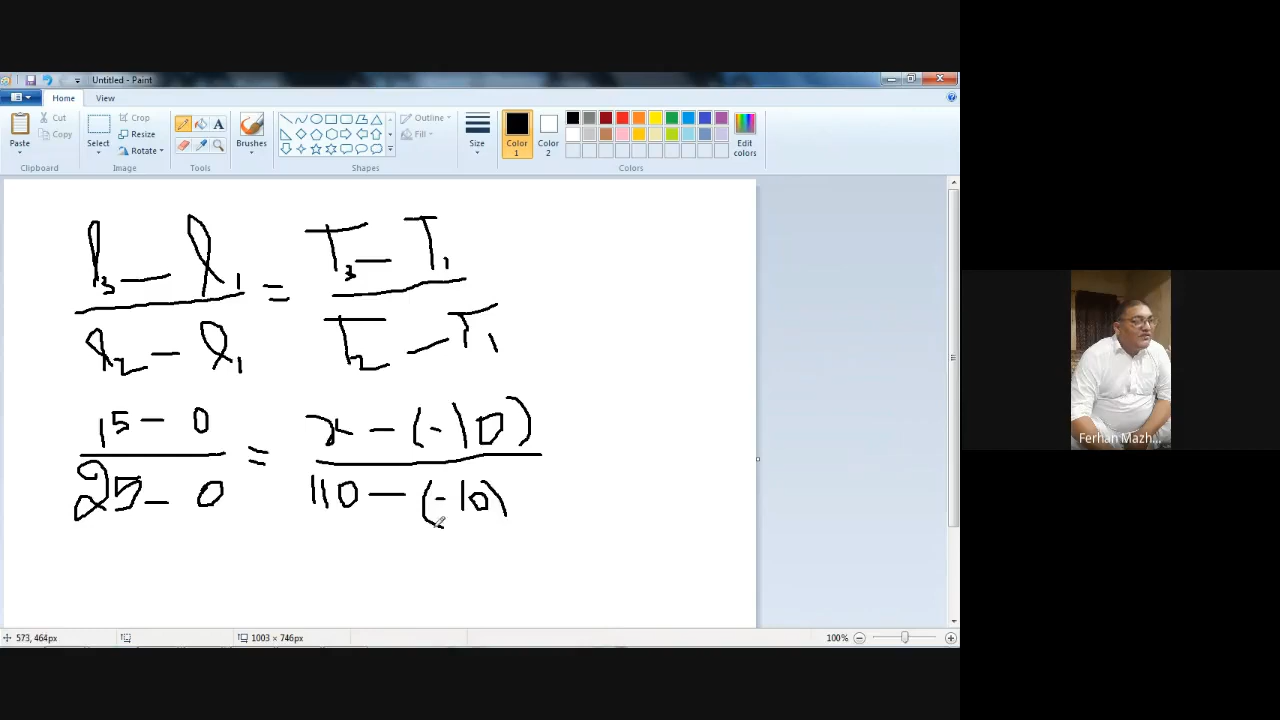 Untitled - Paint
Home View
Paste
Cut
Copy
Clipboard
Select
Crop
Resize
Rotate
Image
A
Tools
Brushes
Outline
Fill
Shapes
Size
Color 1
Color 2
Edit colors
Colors
l₃ - l₁ / l₂ - l₁ = T₃ - T₁ / T₂ - T₁
15 - 0 / 25 - 0 = x - (-10) / 110 - (-10)
Ferhan Mazh...
573, 464px
1003 × 746px
100%